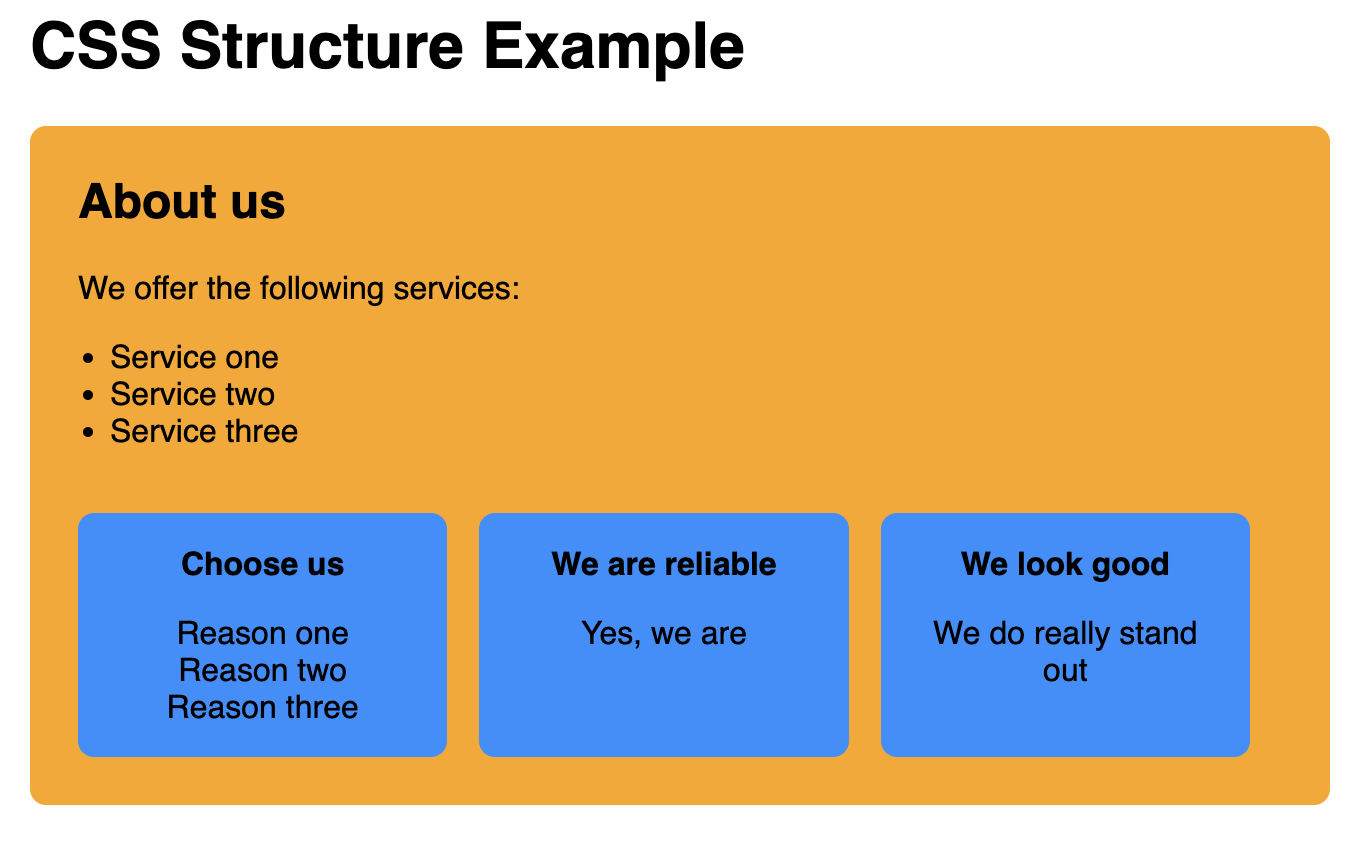 CSS Structure Example
About us
We offer the following services:
• Service one
• Service two
• Service three
Choose us
Reason one
Reason two
Reason three
We are reliable
Yes, we are
We look good
We do really stand
out